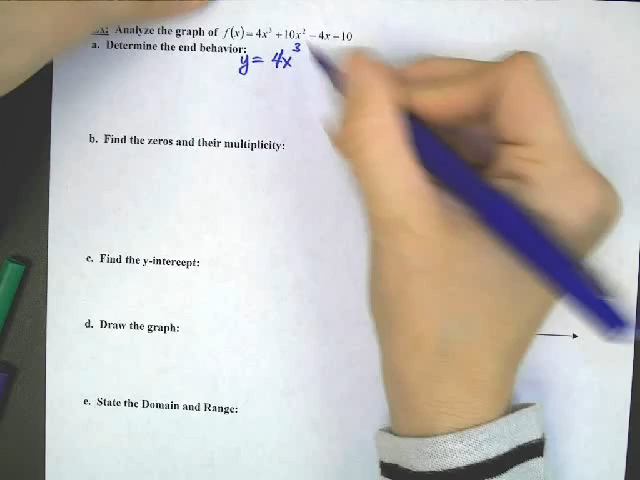 Ex: Analyze the graph of f(x) = 4x³ + 10x² − 4x − 10
a. Determine the end behavior:
y = 4x³
b. Find the zeros and their multiplicity:
c. Find the y-intercept:
d. Draw the graph:
e. State the Domain and Range: